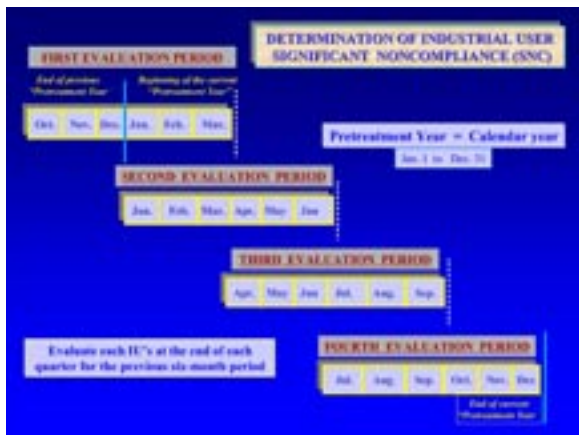 DETERMINATION OF INDUSTRIAL USER
SIGNIFICANT NONCOMPLIANCE (SNC)
FIRST EVALUATION PERIOD
End of previous
"Pretreatment Year
Beginning of the current
"Pretreatment Year"
Oct. Nov. Dec. Jan. Feb. Mar.
Pretreatment Year = Calendar year
Jan. 1 to Dec. 31
SECOND EVALUATION PERIOD
Jan. Feb. Mar. Apr. May Jun
THIRD EVALUATION PERIOD
Apr. May Jun Jul. Aug. Sep.
Evaluate each IU's at the end of each
quarter for the previous six-month period
FOURTH EVALUATION PERIOD
Jul. Aug. Sep. Oct. Nov. Dec
End of current
"Pretreatment Year